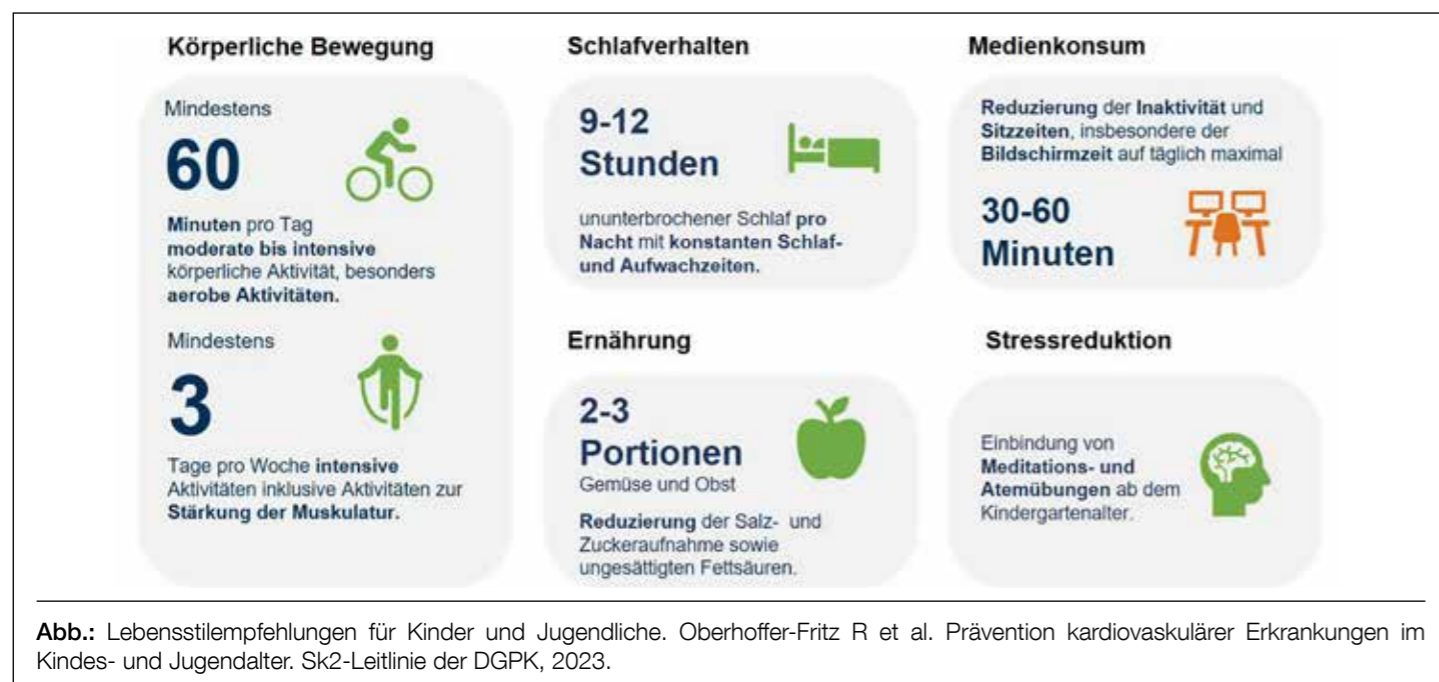 Körperliche Bewegung
Mindestens
60
Minuten pro Tag
moderate bis intensive
körperliche Aktivität, besonders
aerobe Aktivitäten.
Mindestens
3
Tage pro Woche intensive
Aktivitäten inklusive Aktivitäten zur
Stärkung der Muskulatur.
Schlafverhalten
9-12
Stunden
ununterbrochener Schlaf pro
Nacht mit konstanten Schlaf-
und Aufwachzeiten.
Medienkonsum
Reduzierung der Inaktivität und
Sitzzeiten, insbesondere der
Bildschirmzeit auf täglich maximal
30-60
Minuten
Ernährung
2-3
Portionen
Gemüse und Obst
Reduzierung der Salz- und
Zuckeraufnahme sowie
ungesättigten Fettsäuren.
Stressreduktion
Einbindung von
Meditations- und
Atemübungen ab dem
Kindergartenalter.
Abb.: Lebensstilempfehlungen für Kinder und Jugendliche. Oberhoffer-Fritz R et al. Prävention kardiovaskulärer Erkrankungen im
Kindes- und Jugendalter. Sk2-Leitlinie der DGPK, 2023.